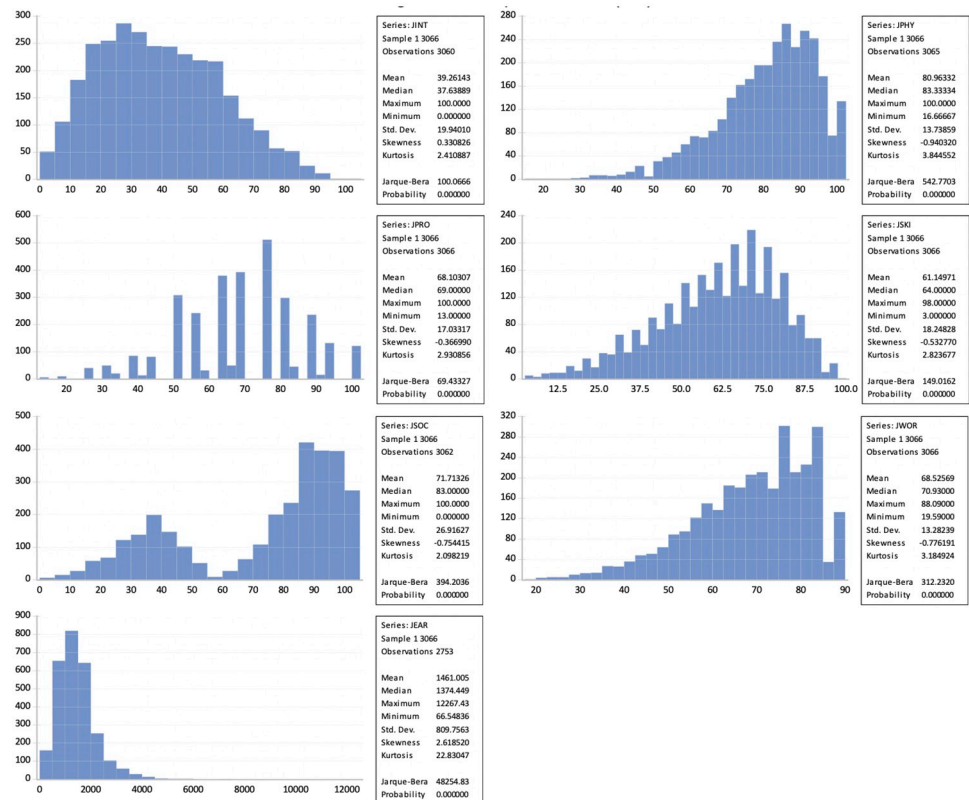 300
250
200
150
100
50
0
0 10 20 30 40 50 60 70 80 90 100
Series: JINT
Sample 1 3066
Observations 3060
Mean 39.26143
Median 37.63889
Maximum 100.0000
Minimum 0.000000
Std. Dev. 19.94010
Skewness 0.330826
Kurtosis 2.410887
Jarque-Bera 100.0666
Probability 0.000000
280
240
200
160
120
80
40
0
20 30 40 50 60 70 80 90 100
Series: JPHY
Sample 1 3066
Observations 3065
Mean 80.96332
Median 83.33334
Maximum 100.0000
Minimum 16.66667
Std. Dev. 13.73859
Skewness -0.940320
Kurtosis 3.844552
Jarque-Bera 542.7703
Probability 0.000000
600
500
400
300
200
100
0
20 30 40 50 60 70 80 90 100
Series: JPRO
Sample 1 3066
Observations 3066
Mean 68.10307
Median 69.00000
Maximum 100.0000
Minimum 13.00000
Std. Dev. 17.03317
Skewness -0.366990
Kurtosis 2.930856
Jarque-Bera 69.43327
Probability 0.000000
240
200
160
120
80
40
0
12.5 25.0 37.5 50.0 62.5 75.0 87.5 100.0
Series: JSKI
Sample 1 3066
Observations 3066
Mean 61.14971
Median 64.00000
Maximum 98.00000
Minimum 3.000000
Std. Dev. 18.24828
Skewness -0.532770
Kurtosis 2.823677
Jarque-Bera 149.0162
Probability 0.000000
500
400
300
200
100
0
0 10 20 30 40 50 60 70 80 90 100
Series: JSOC
Sample 1 3066
Observations 3062
Mean 71.71326
Median 83.00000
Maximum 100.0000
Minimum 0.000000
Std. Dev. 26.91627
Skewness -0.754415
Kurtosis 2.098219
Jarque-Bera 394.2036
Probability 0.000000
320
280
240
200
160
120
80
40
0
20 30 40 50 60 70 80 90
Series: JWOR
Sample 1 3066
Observations 3066
Mean 68.52569
Median 70.93000
Maximum 88.09000
Minimum 19.59000
Std. Dev. 13.28239
Skewness -0.776191
Kurtosis 3.184924
Jarque-Bera 312.2320
Probability 0.000000
900
800
700
600
500
400
300
200
100
0
0 2000 4000 6000 8000 10000 12000
Series: JEAR
Sample 1 3066
Observations 2753
Mean 1461.005
Median 1374.449
Maximum 12267.43
Minimum 66.54836
Std. Dev. 809.7563
Skewness 2.618520
Kurtosis 22.83047
Jarque-Bera 48254.83
Probability 0.000000